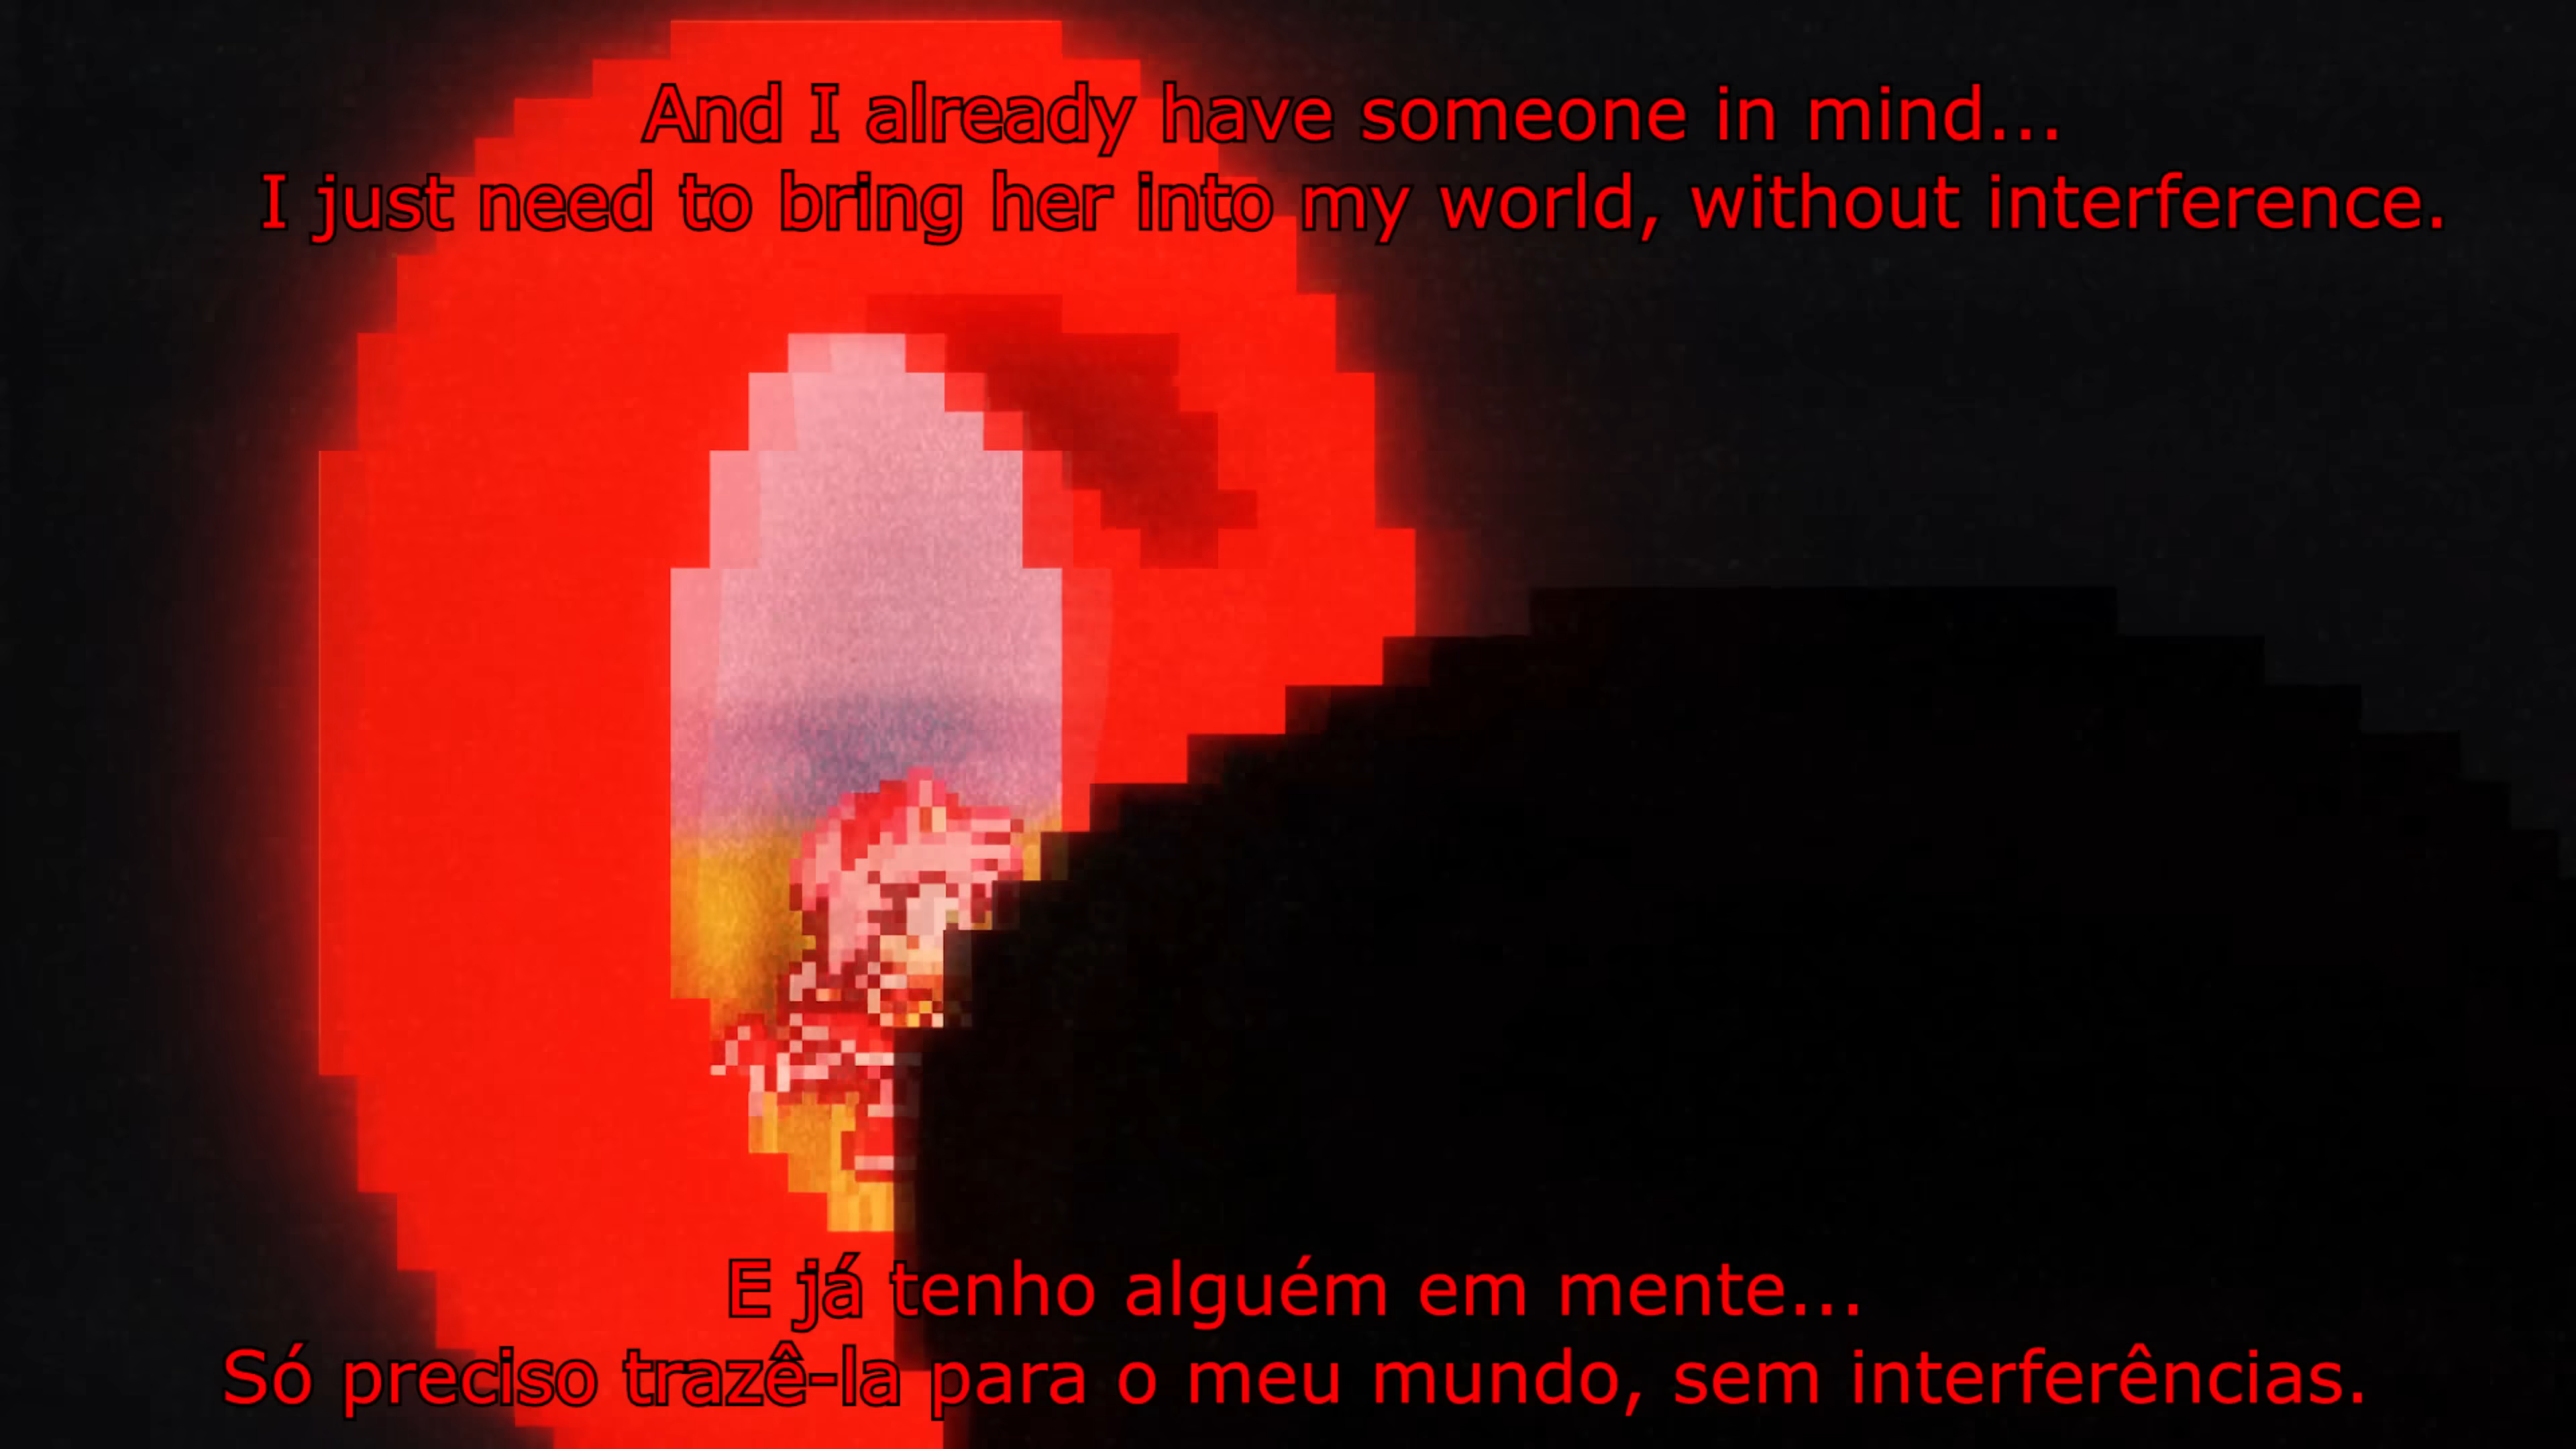 And I already have someone in mind...
I just need to bring her into my world, without interference.
E já tenho alguém em mente...
Só preciso trazê-la para o meu mundo, sem interferências.